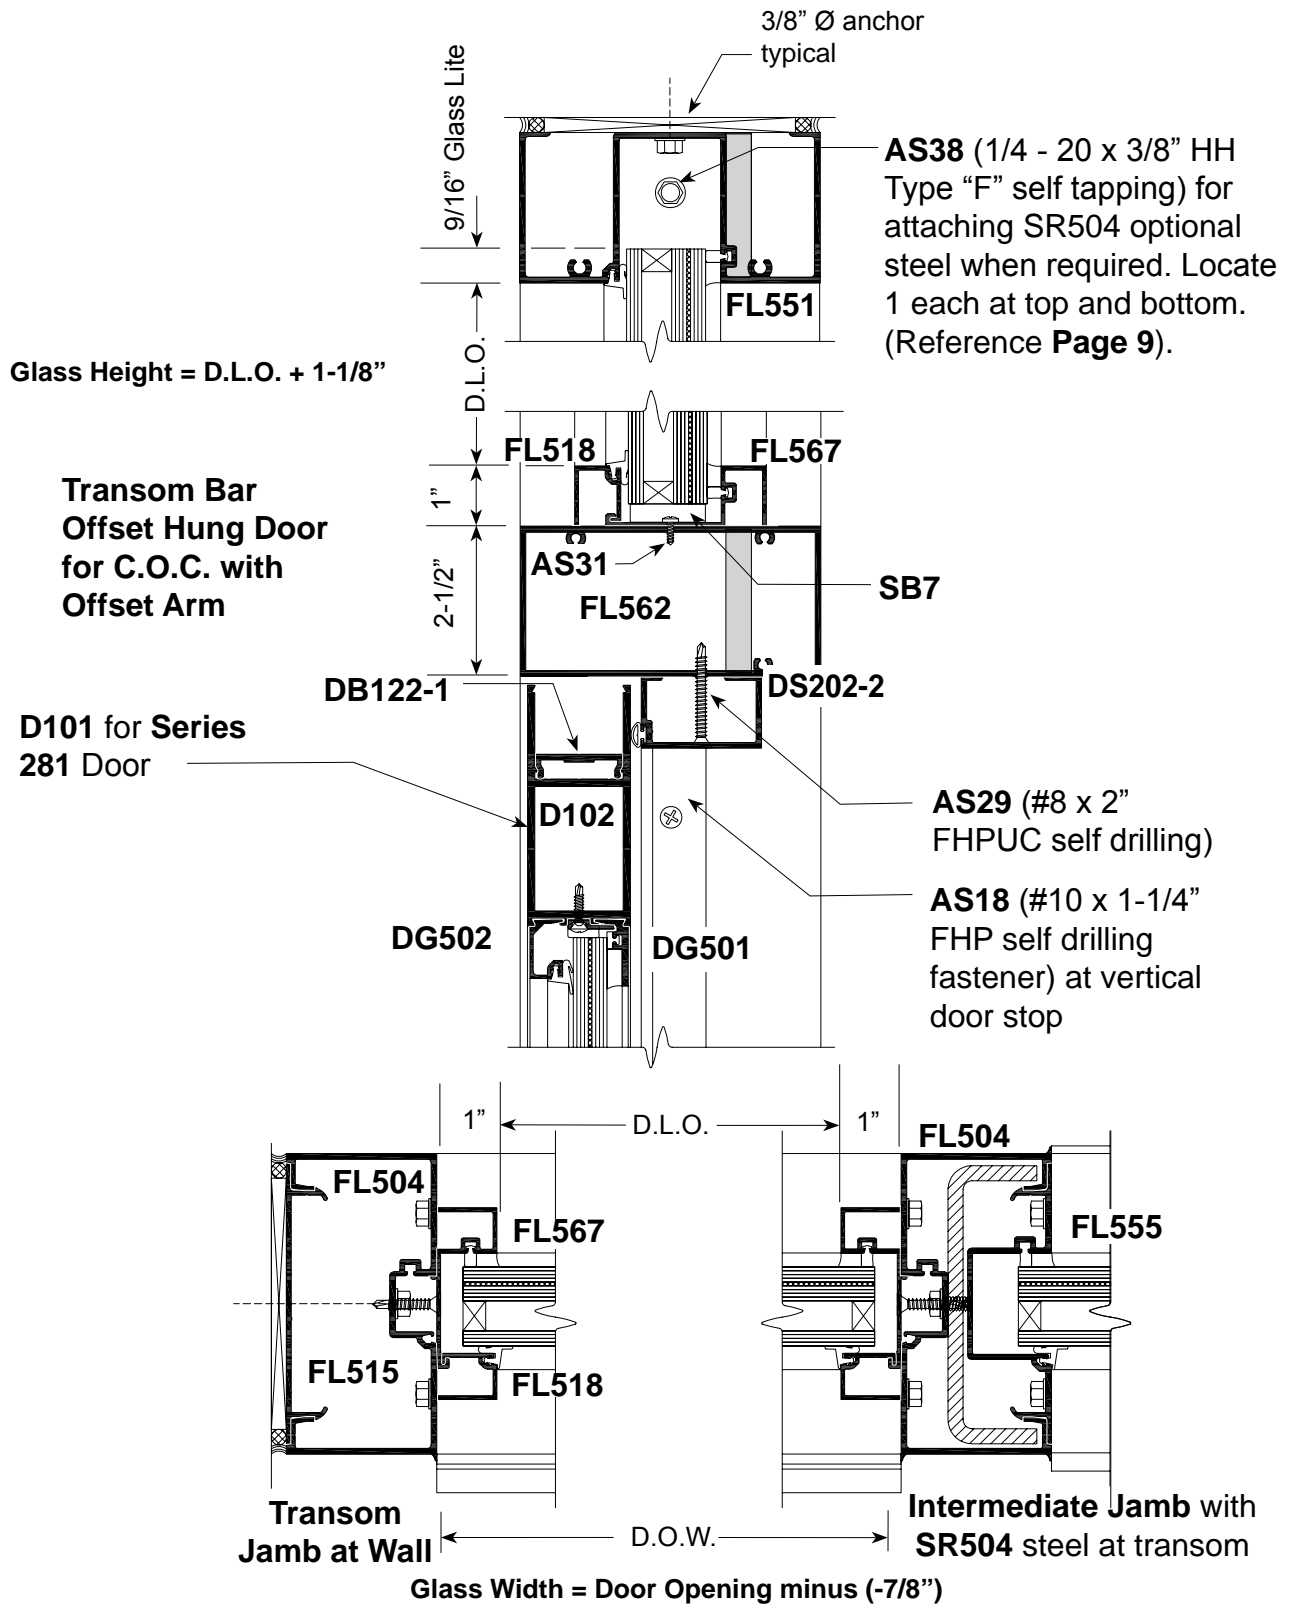 3/8” Ø anchor
typical
9/16” Glass Lite
AS38 (1/4 - 20 x 3/8” HH
Type “F” self tapping) for
attaching SR504 optional
steel when required. Locate
1 each at top and bottom.
(Reference Page 9).
FL551
D.L.O.
Glass Height = D.L.O. + 1-1/8”
FL518
FL567
1”
Transom Bar
Offset Hung Door
for C.O.C. with
Offset Arm
AS31
SB7
FL562
2-1/2”
DB122-1
DS202-2
D101 for Series
281 Door
D102
AS29 (#8 x 2”
FHPUC self drilling)
AS18 (#10 x 1-1/4”
FHP self drilling
fastener) at vertical
door stop
DG502
DG501
1”
D.L.O.
1”
FL504
FL504
FL567
FL555
FL515
FL518
Transom
Jamb at Wall
D.O.W.
Intermediate Jamb with
SR504 steel at transom
Glass Width = Door Opening minus (-7/8”)